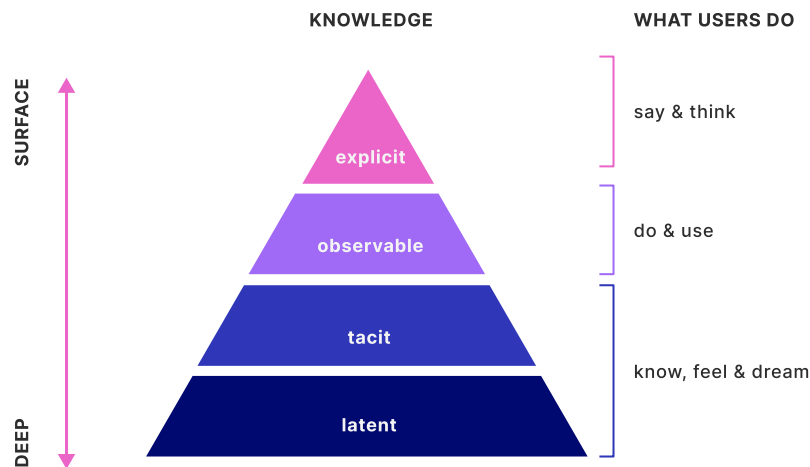 KNOWLEDGE
WHAT USERS DO
SURFACE
explicit
say & think
observable
do & use
tacit
know, feel & dream
latent
DEEP